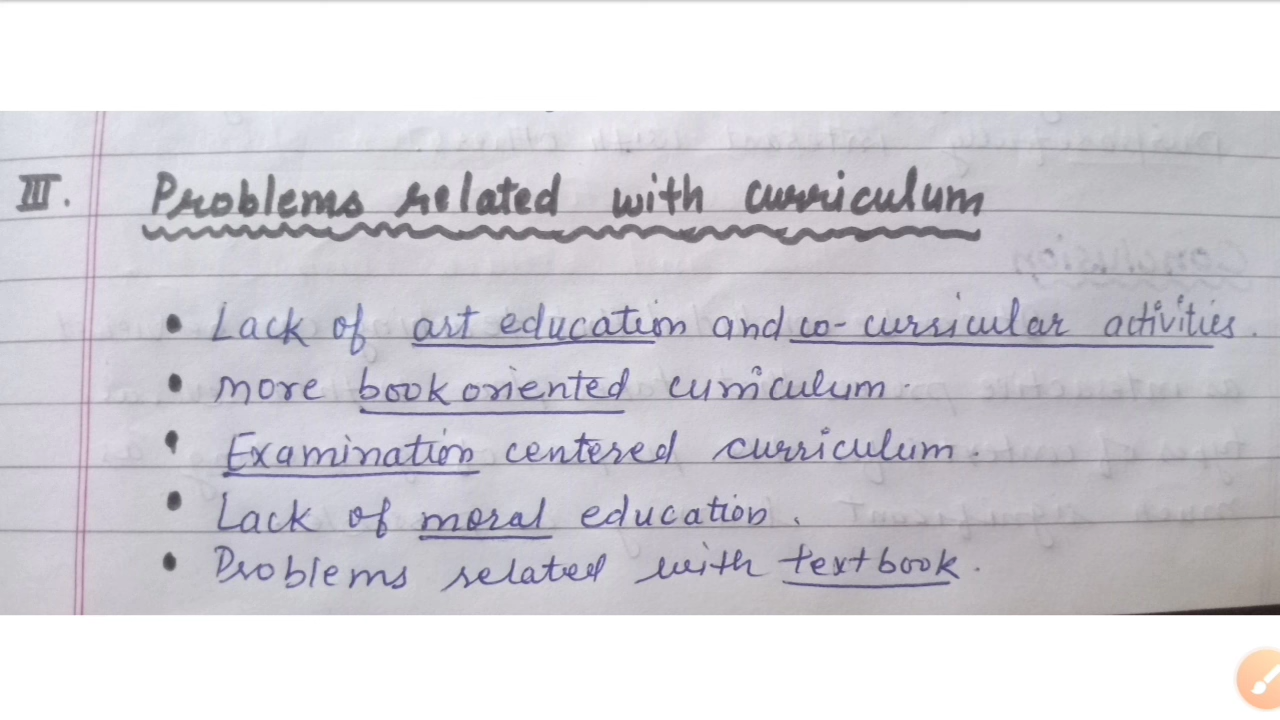 III. Problems related with curriculum
• Lack of art education and co-curricular activities.
• more book oriented curriculum.
• Examination centered curriculum.
• Lack of moral education.
• Problems related with textbook.